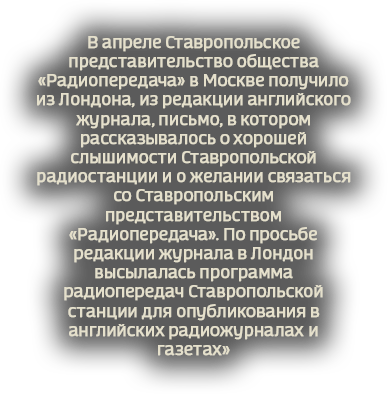 В апреле Ставропольское
представительство общества
«Радиопередача» в Москве получило
из Лондона, из редакции английского
журнала, письмо, в котором
рассказывалось о хорошей
слышимости Ставропольской
радиостанции и о желании связаться
со Ставропольским
представительством
«Радиопередача». По просьбе
редакции журнала в Лондон
высылалась программа
радиопередач Ставропольской
станции для опубликования в
английских радиожурналах и
газетах»